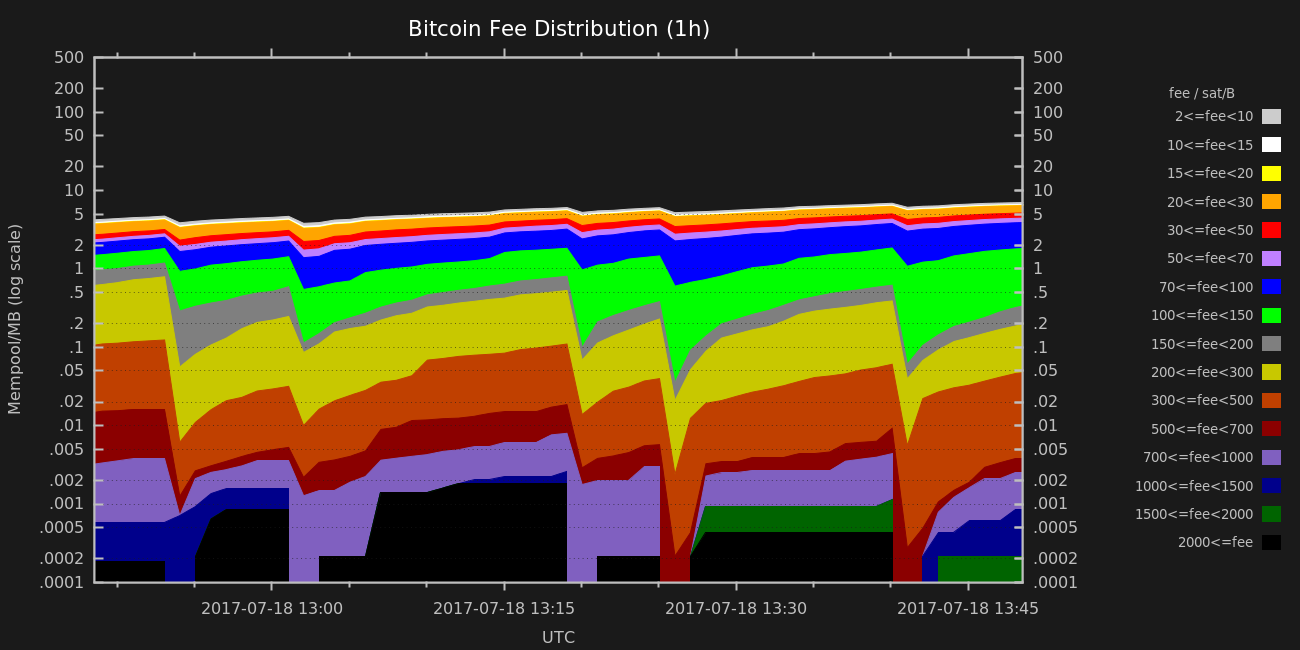 Bitcoin Fee Distribution (1h)
500 500
200 200
100 100
50 50
20 20
10 10
5 5
2 2
1 1
.5 .5
.2 .2
.1 .1
.05 .05
.02 .02
.01 .01
.005 .005
.002 .002
.001 .001
.0005 .0005
.0002 .0002
.0001 .0001
Mempool/MB (log scale)
2017-07-18 13:00 2017-07-18 13:15 2017-07-18 13:30 2017-07-18 13:45
UTC
fee / sat/B
2<=fee<10
10<=fee<15
15<=fee<20
20<=fee<30
30<=fee<50
50<=fee<70
70<=fee<100
100<=fee<150
150<=fee<200
200<=fee<300
300<=fee<500
500<=fee<700
700<=fee<1000
1000<=fee<1500
1500<=fee<2000
2000<=fee